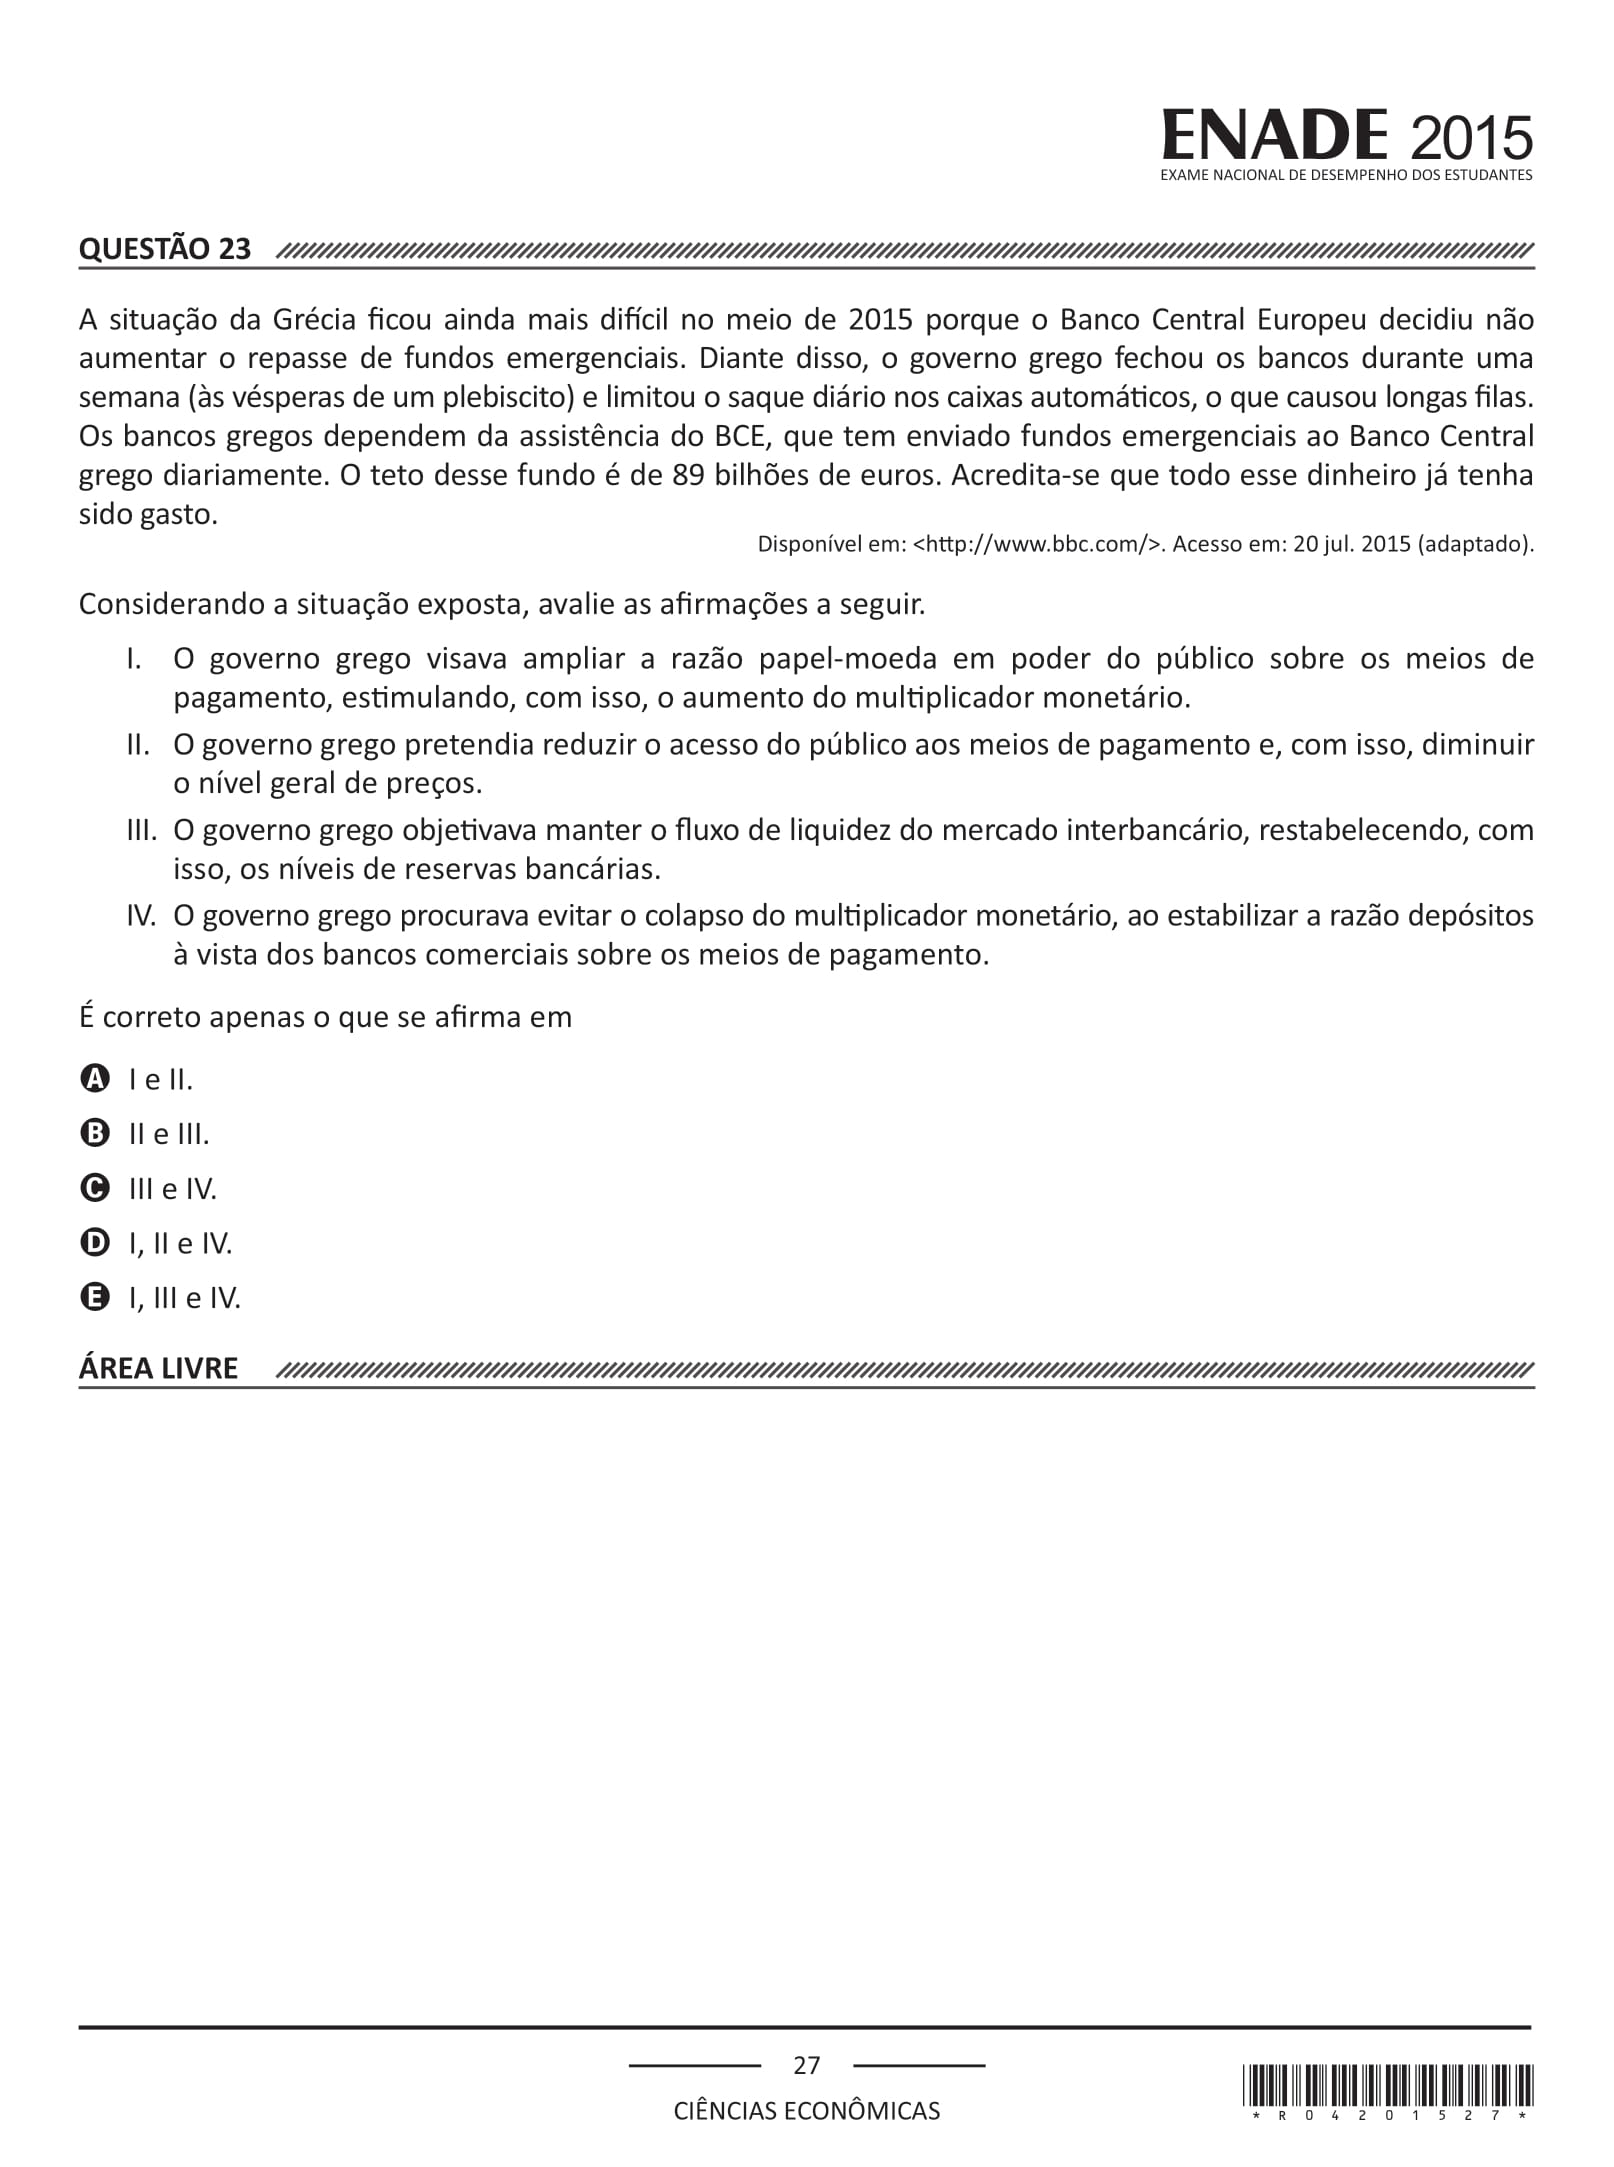 ENADE 2015
EXAME NACIONAL DE DESEMPENHO DOS ESTUDANTES
QUESTÃO 23
A situação da Grécia ficou ainda mais difícil no meio de 2015 porque o Banco Central Europeu decidiu não
aumentar o repasse de fundos emergenciais. Diante disso, o governo grego fechou os bancos durante uma
semana (às vésperas de um plebiscito) e limitou o saque diário nos caixas automáticos, o que causou longas filas.
Os bancos gregos dependem da assistência do BCE, que tem enviado fundos emergenciais ao Banco Central
grego diariamente. O teto desse fundo é de 89 bilhões de euros. Acredita-se que todo esse dinheiro já tenha
sido gasto.
Disponível em: <http://www.bbc.com/>. Acesso em: 20 jul. 2015 (adaptado).
Considerando a situação exposta, avalie as afirmações a seguir.
I. O governo grego visava ampliar a razão papel-moeda em poder do público sobre os meios de
pagamento, estimulando, com isso, o aumento do multiplicador monetário.
II. O governo grego pretendia reduzir o acesso do público aos meios de pagamento e, com isso, diminuir
o nível geral de preços.
III. O governo grego objetivava manter o fluxo de liquidez do mercado interbancário, restabelecendo, com
isso, os níveis de reservas bancárias.
IV. O governo grego procurava evitar o colapso do multiplicador monetário, ao estabilizar a razão depósitos
à vista dos bancos comerciais sobre os meios de pagamento.
É correto apenas o que se afirma em
A I e II.
B II e III.
C III e IV.
D I, II e IV.
E I, III e IV.
ÁREA LIVRE
27
CIÊNCIAS ECONÔMICAS
* R 0 4 2 0 1 5 2 7 *